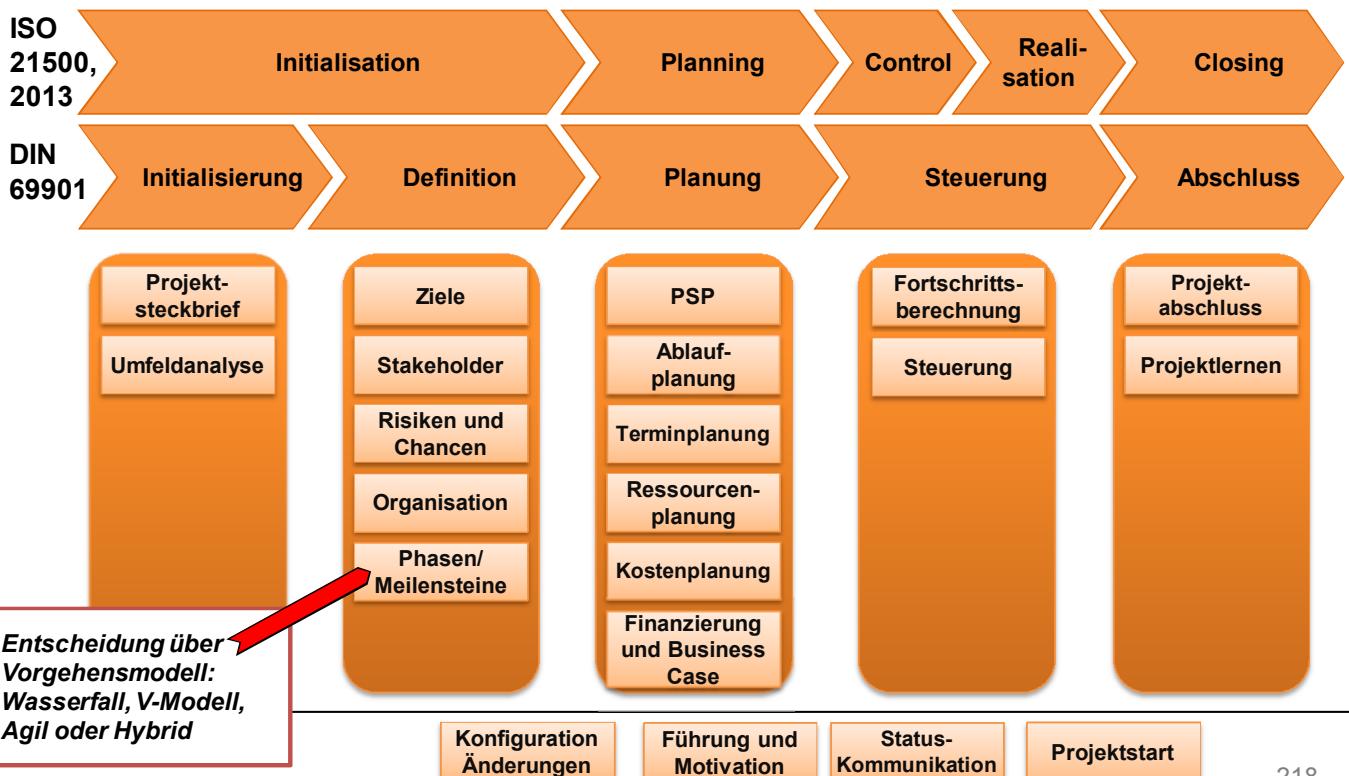 ISO
21500,
2013
Initialisation
Planning
Control
Reali-
sation
Closing
DIN
69901
Initialisierung
Definition
Planung
Steuerung
Abschluss
Projekt-
steckbrief
Umfeldanalyse
Ziele
Stakeholder
Risiken und
Chancen
Organisation
Phasen/
Meilensteine
PSP
Ablauf-
planung
Terminplanung
Ressourcen-
planung
Kostenplanung
Finanzierung
und Business
Case
Fortschritts-
berechnung
Steuerung
Projekt-
abschluss
Projektlernen
Entscheidung über
Vorgehensmodell:
Wasserfall, V-Modell,
Agil oder Hybrid
Konfiguration
Änderungen
Führung und
Motivation
Status-
Kommunikation
Projektstart
218